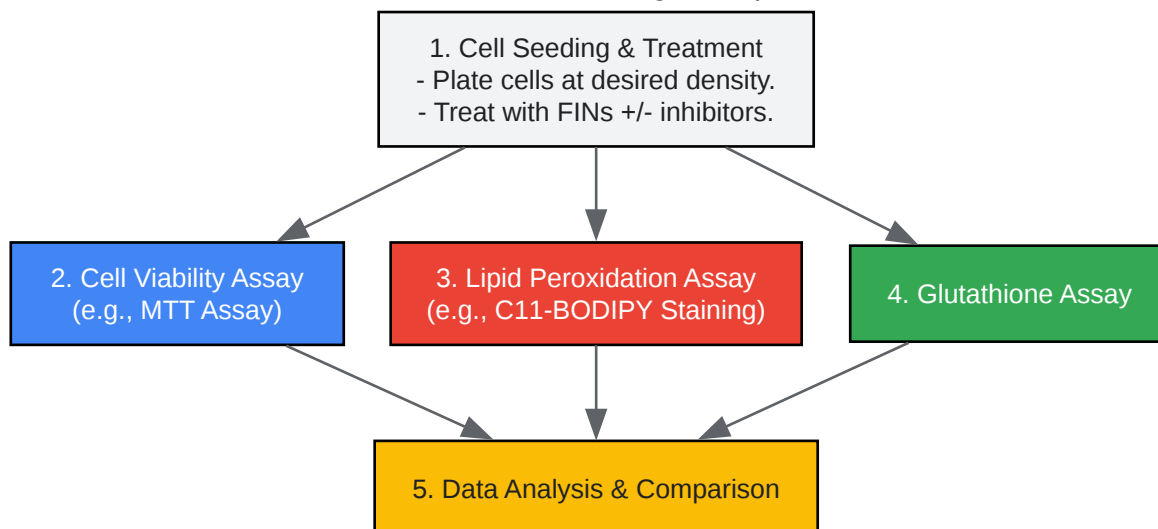 1. Cell Seeding & Treatment
- Plate cells at desired density.
- Treat with FINs +/- inhibitors.
2. Cell Viability Assay
(e.g., MTT Assay)
3. Lipid Peroxidation Assay
(e.g., C11-BODIPY Staining)
4. Glutathione Assay
5. Data Analysis & Comparison